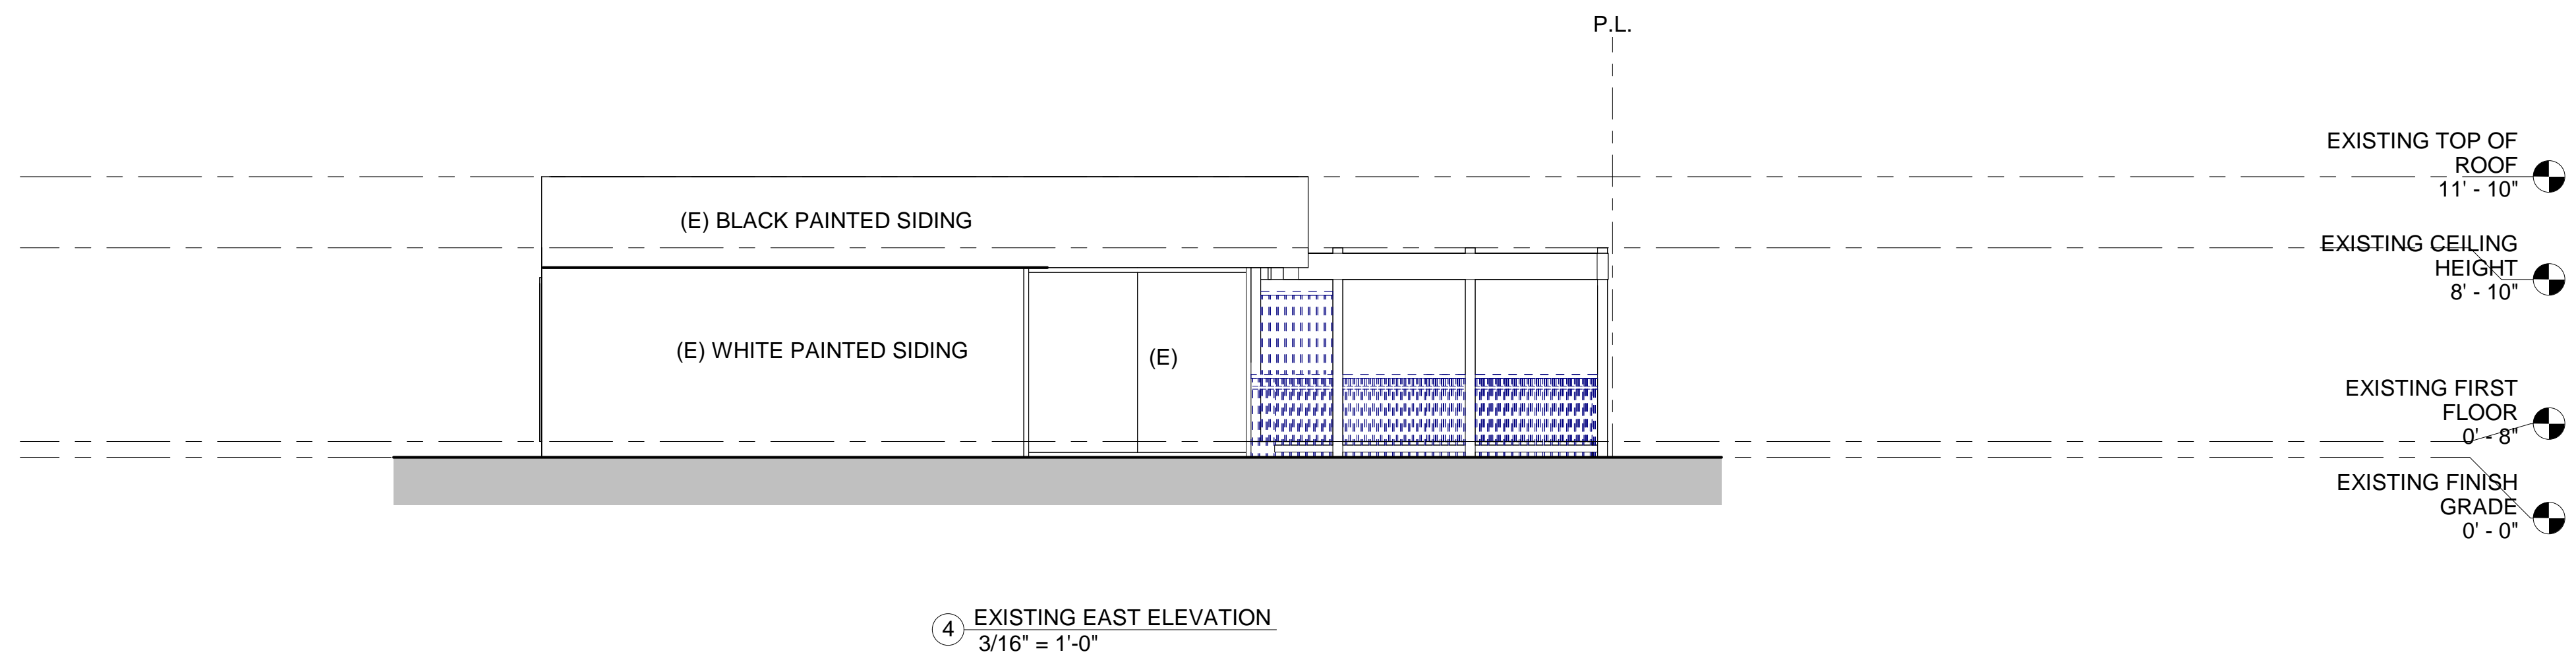 P.L.
EXISTING TOP OF
ROOF
11' - 10"
(E) BLACK PAINTED SIDING
EXISTING CEILING
HEIGHT
8' - 10"
(E) WHITE PAINTED SIDING
(E)
EXISTING FIRST
FLOOR
0' - 8"
EXISTING FINISH
GRADE
0' - 0"
4 EXISTING EAST ELEVATION
3/16" = 1'-0"